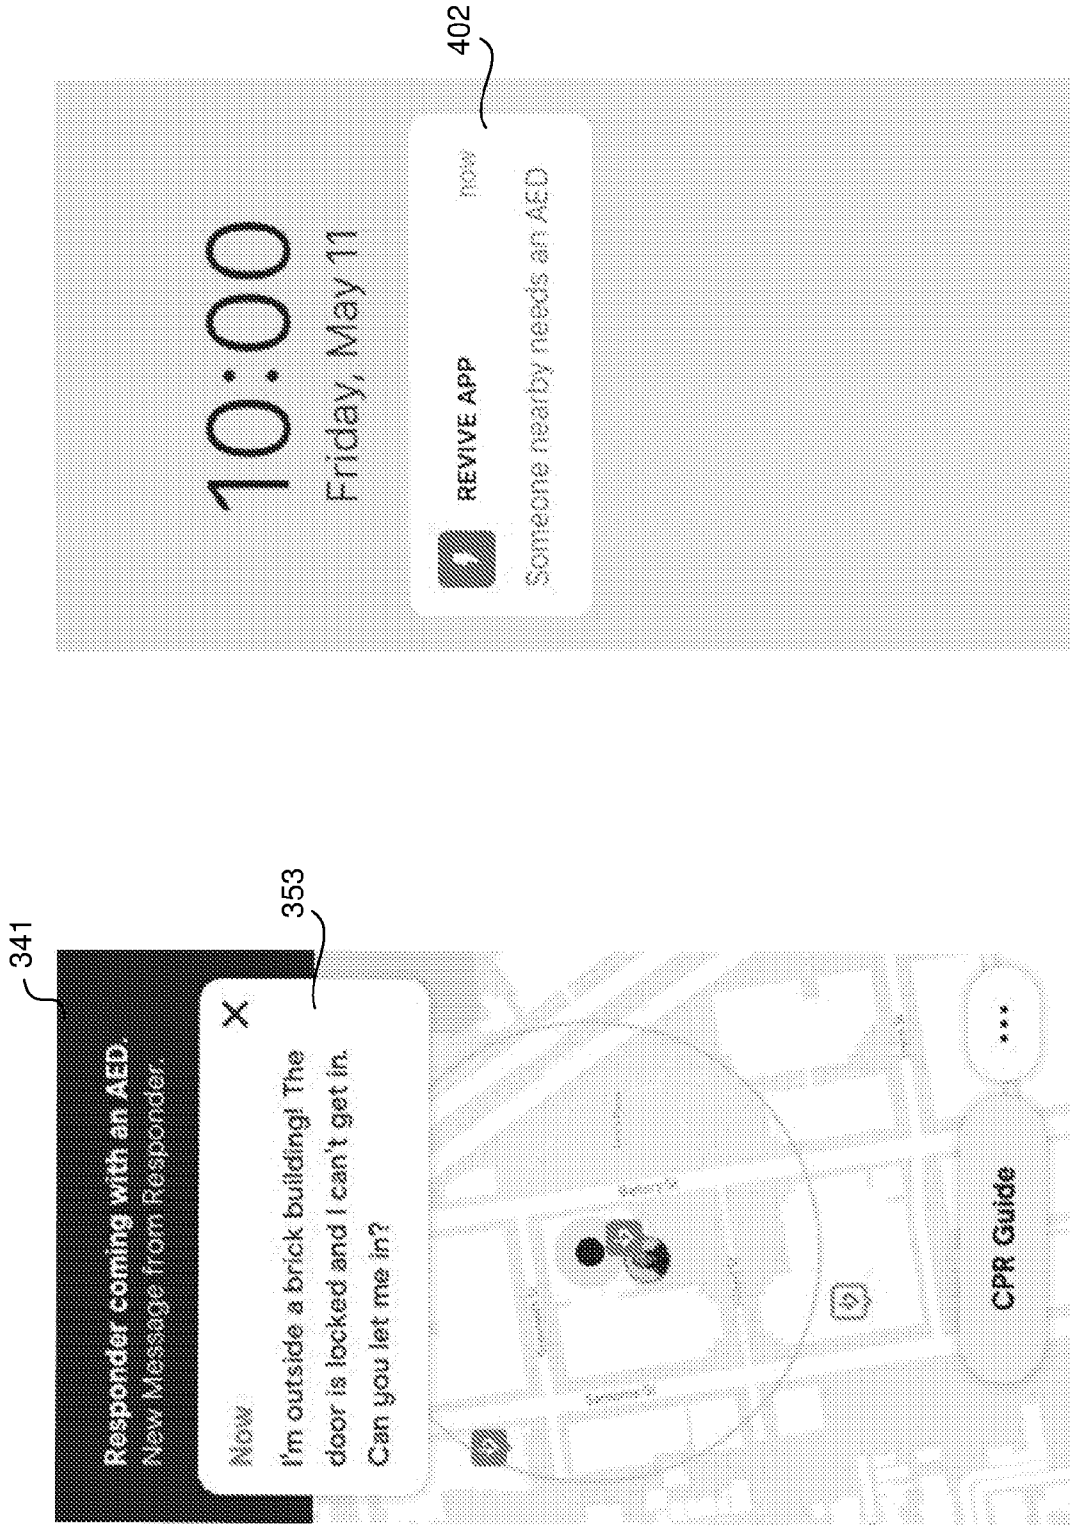 341
Responder coming with an AED.
New Message from Responder.
353
Now
I'm outside a brick building! The
door is locked and I can't get in.
Can you let me in?
CPR Guide
402
10:00
Friday, May 11
REVIVE APP
now
Someone nearby needs an AED